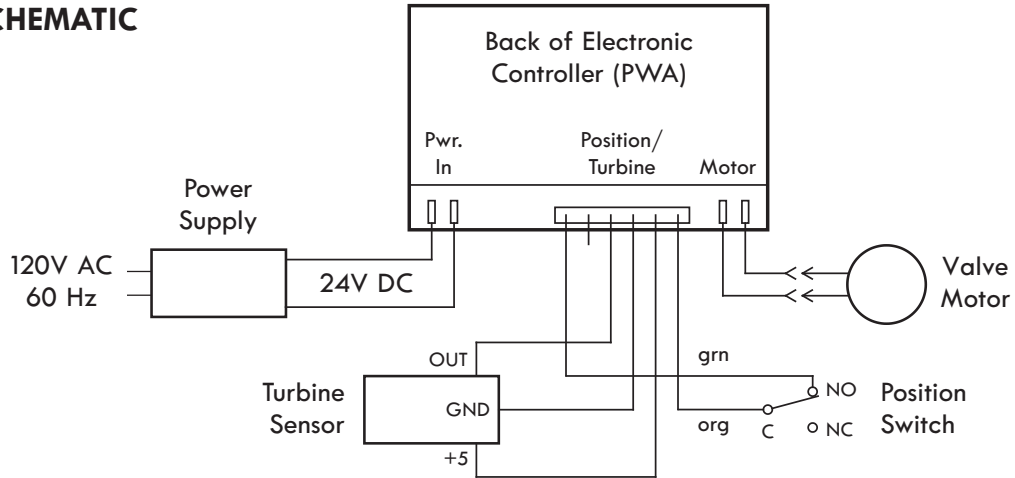 CHEMATIC
Back of Electronic
Controller (PWA)
Pwr.
In
Position/
Turbine
Motor
Power
Supply
120V AC
60 Hz
24V DC
Valve
Motor
OUT
grn
Turbine
Sensor
GND
NO
Position
Switch
org
C
NC
+5